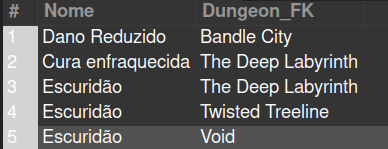 # Nome Dungeon_FK
1 Dano Reduzido Bandle City
2 Cura enfraquecida The Deep Labyrinth
3 Escuridão The Deep Labyrinth
4 Escuridão Twisted Treeline
5 Escuridão Void